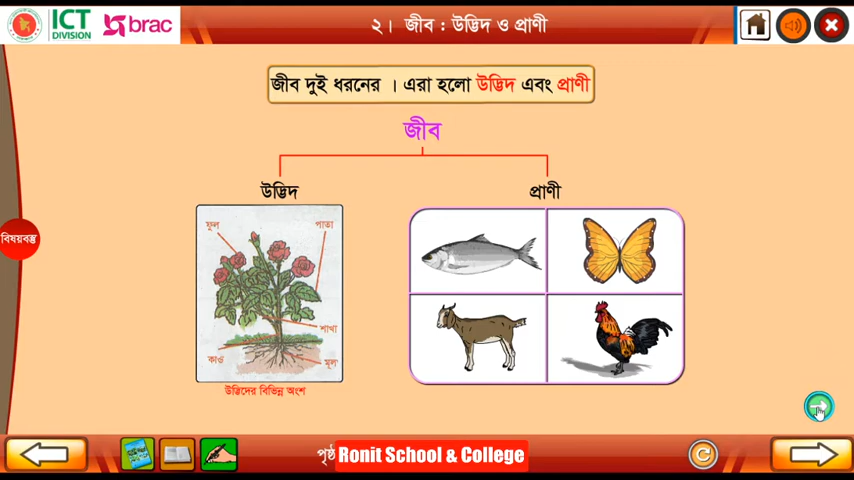 ICT
DIVISION
brac
২। জীব : উদ্ভিদ ও প্রাণী
জীব দুই ধরনের । এরা হলো উদ্ভিদ এবং প্রাণী
জীব
উদ্ভিদ
প্রাণী
ফুল
পাতা
শাখা
কাণ্ড
মূল
উদ্ভিদের বিভিন্ন অংশ
বিষয়বস্তু
Ronit School & College